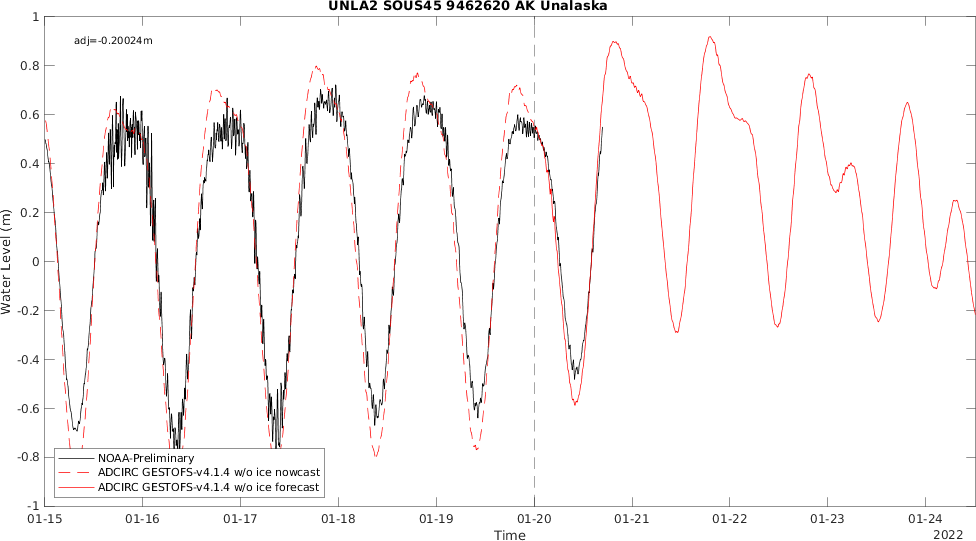 UNLA2 SOUS45 9462620 AK Unalaska
adj=-0.20024m
Water Level (m)
1
0.8
0.6
0.4
0.2
0
-0.2
-0.4
-0.6
-0.8
-1
NOAA-Preliminary
ADCIRC GESTOFS-v4.1.4 w/o ice nowcast
ADCIRC GESTOFS-v4.1.4 w/o ice forecast
01-15 01-16 01-17 01-18 01-19 01-20 01-21 01-22 01-23 01-24
Time
2022